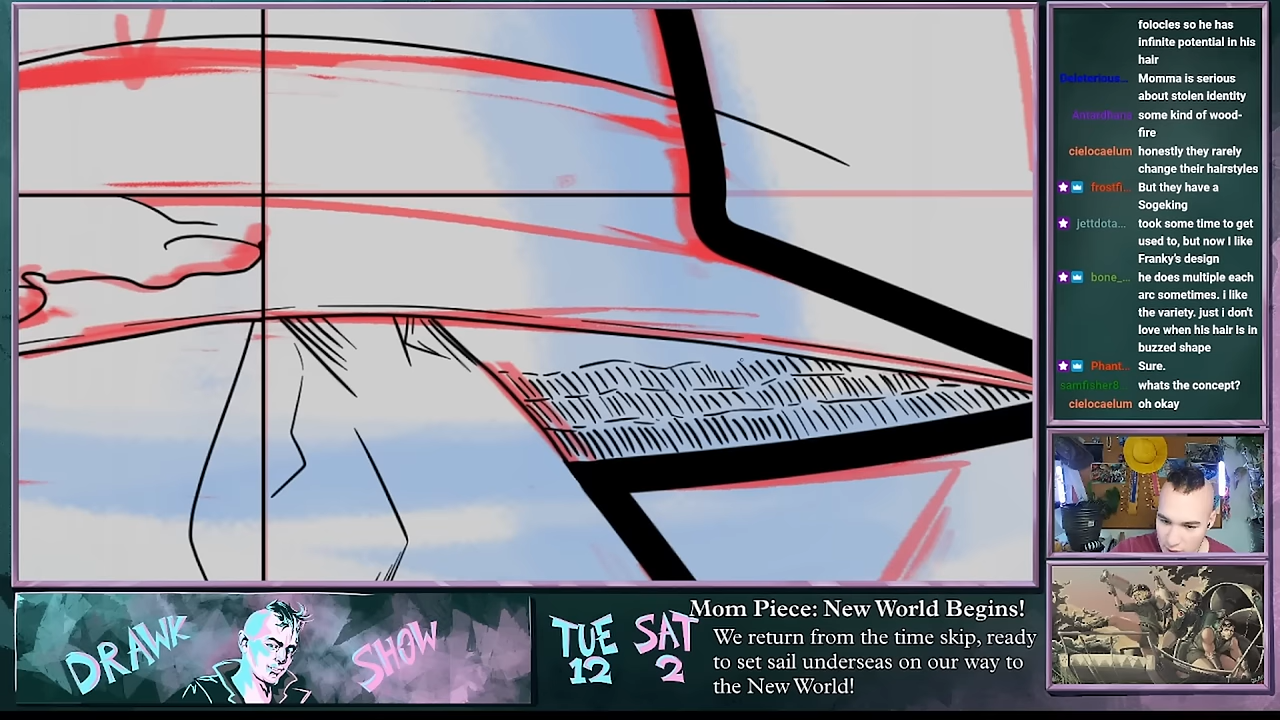 folocles so he has
infinite potential in his
hair
Momma is serious
about stolen identity
some kind of wood-
fire
cielocaelum honestly they rarely
change their hairstyles
frostfi... But they have a
Sogeking
jettdota... took some time to get
used to, but now I like
Franky's design
bone_... he does multiple each
arc sometimes. i like
the variety. just i don't
love when his hair is in
buzzed shape
Phant... Sure.
samfisher8... whats the concept?
cielocaelum oh okay
DRAWK SHOW
TUE SAT
12 2
Mom Piece: New World Begins!
We return from the time skip, ready
to set sail underseas on our way to
the New World!